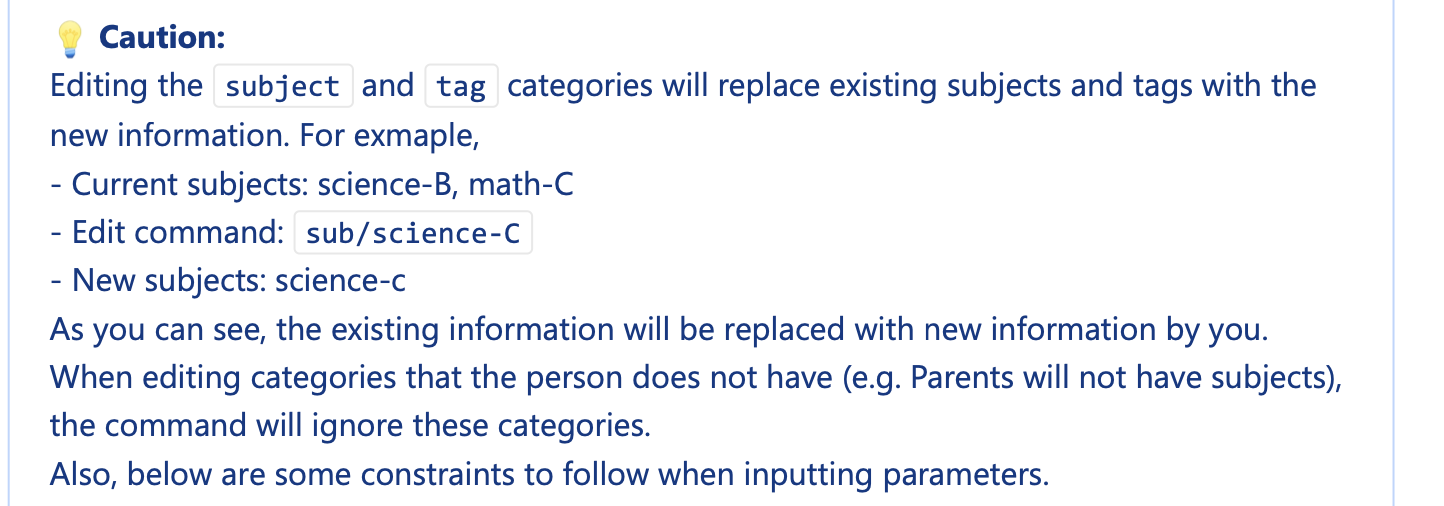 Caution:
Editing the subject and tag categories will replace existing subjects and tags with the
new information. For exmaple,
- Current subjects: science-B, math-C
- Edit command: sub/science-C
- New subjects: science-c
As you can see, the existing information will be replaced with new information by you.
When editing categories that the person does not have (e.g. Parents will not have subjects),
the command will ignore these categories.
Also, below are some constraints to follow when inputting parameters.